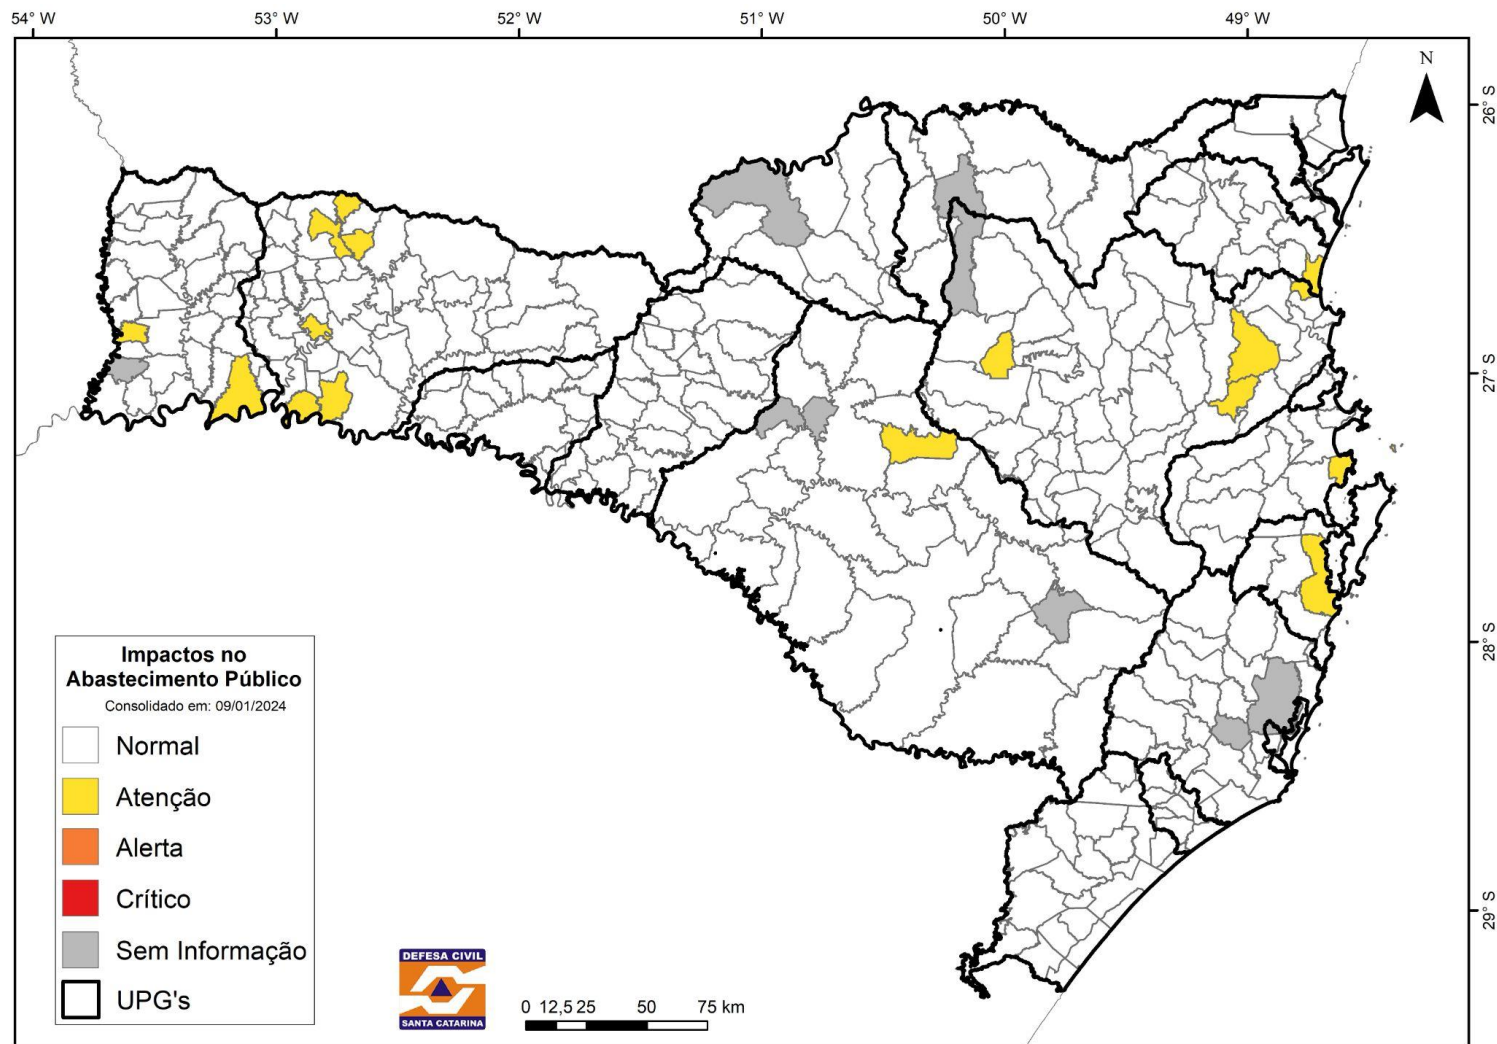 54° W 53° W 52° W 51° W 50° W 49° W
N
26° S
27° S
28° S
29° S
Impactos no
Abastecimento Público
Consolidado em: 09/01/2024
Normal
Atenção
Alerta
Crítico
Sem Informação
UPG's
DEFESA CIVIL
SANTA CATARINA
0 12,5 25 50 75 km